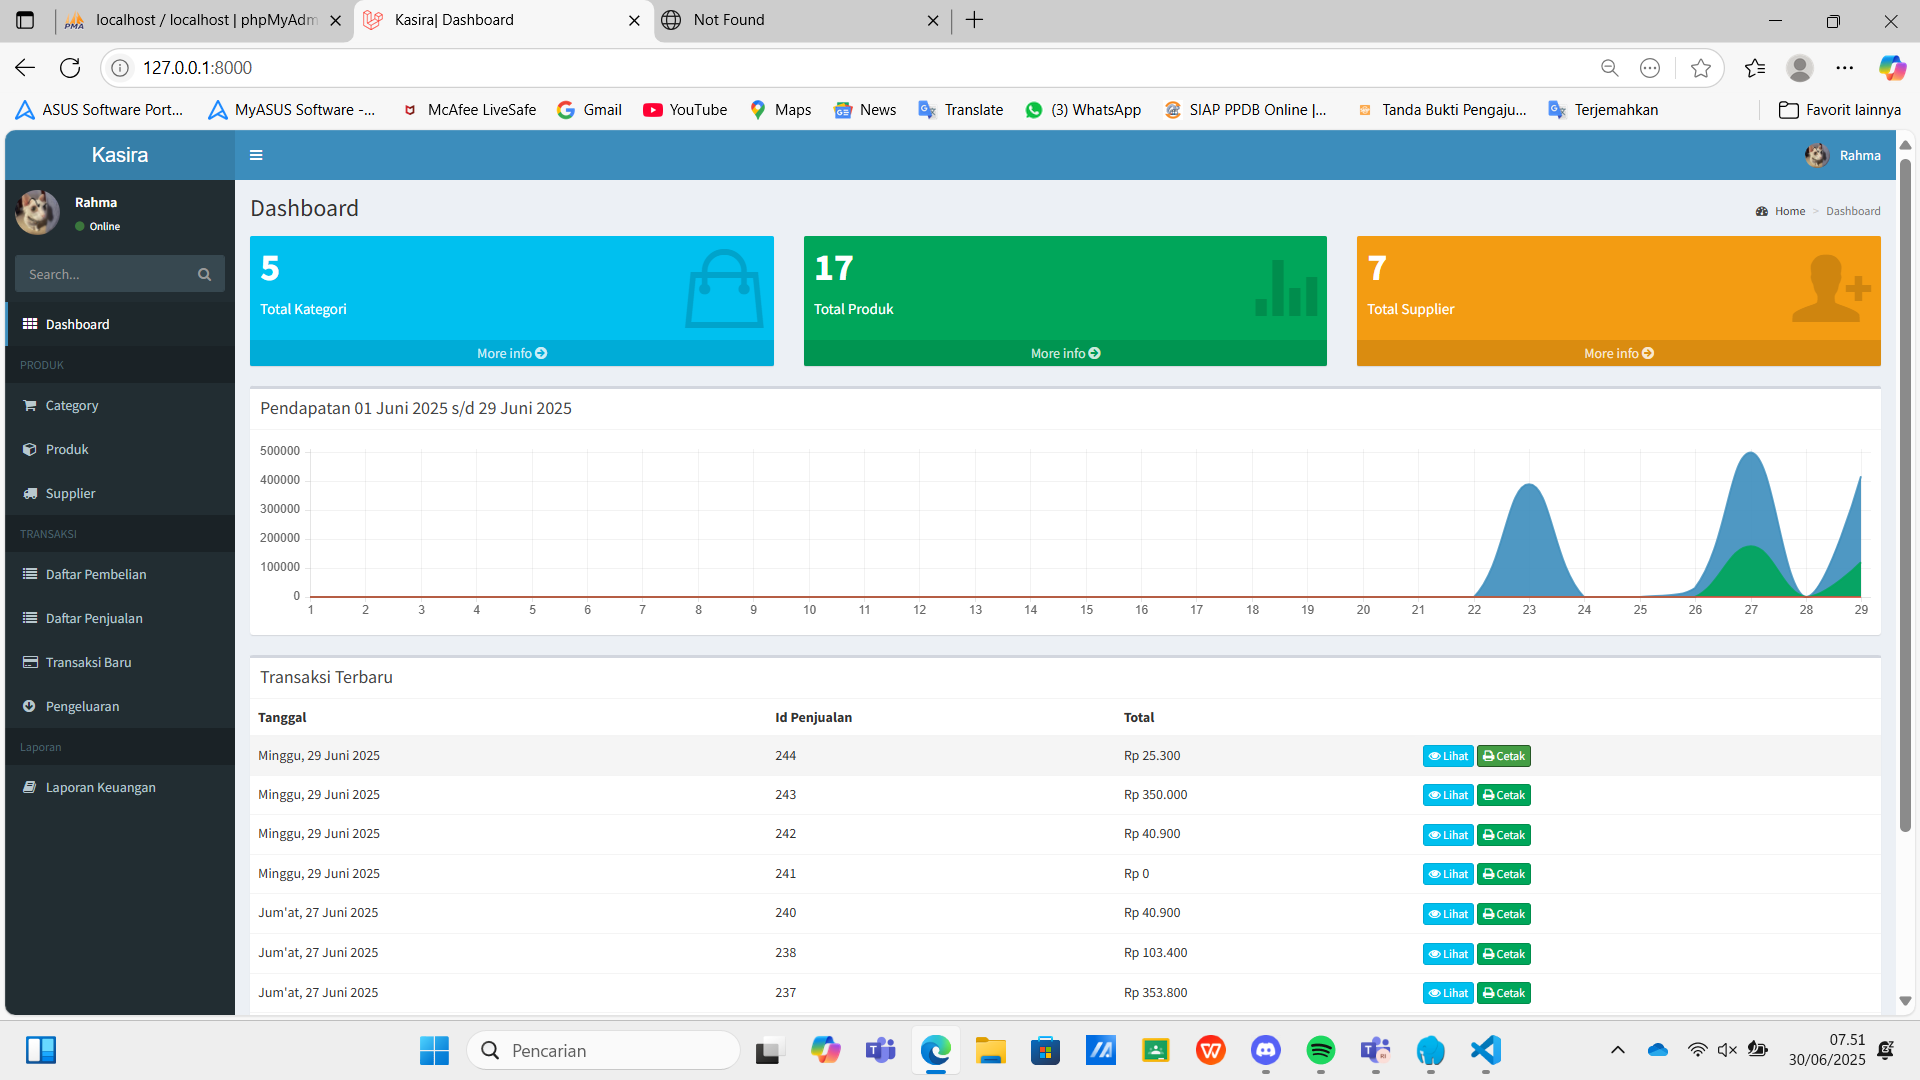 localhost / localhost | phpMyAdm
Kasira| Dashboard
Not Found
127.0.0.1:8000
ASUS Software Port...
MyASUS Software -...
McAfee LiveSafe
Gmail
YouTube
Maps
News
Translate
(3) WhatsApp
SIAP PPDB Online |...
Tanda Bukti Pengaju...
Terjemahkan
Favorit lainnya
Kasira
Rahma
Rahma
Online
Search...
Dashboard
PRODUK
Category
Produk
Supplier
TRANSAKSI
Daftar Pembelian
Daftar Penjualan
Transaksi Baru
Pengeluaran
Laporan
Laporan Keuangan
Dashboard
Home > Dashboard
5
Total Kategori
More info
17
Total Produk
More info
7
Total Supplier
More info
Pendapatan 01 Juni 2025 s/d 29 Juni 2025
500000
400000
300000
200000
100000
0
1 2 3 4 5 6 7 8 9 10 11 12 13 14 15 16 17 18 19 20 21 22 23 24 25 26 27 28 29
Transaksi Terbaru
Tanggal Id Penjualan Total
Minggu, 29 Juni 2025 244 Rp 25.300 Lihat Cetak
Minggu, 29 Juni 2025 243 Rp 350.000 Lihat Cetak
Minggu, 29 Juni 2025 242 Rp 40.900 Lihat Cetak
Minggu, 29 Juni 2025 241 Rp 0 Lihat Cetak
Jum'at, 27 Juni 2025 240 Rp 40.900 Lihat Cetak
Jum'at, 27 Juni 2025 238 Rp 103.400 Lihat Cetak
Jum'at, 27 Juni 2025 237 Rp 353.800 Lihat Cetak
Pencarian
07.51
30/06/2025